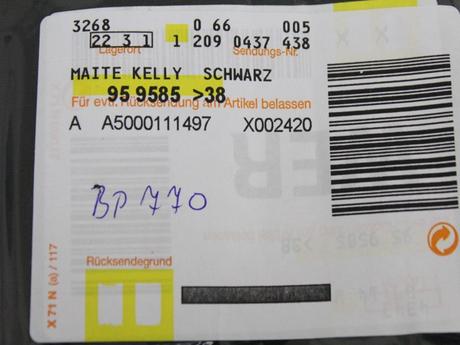 3268 0 66 005
22 3 1 1 209 0437 438
Lagerort Sendungs-Nr.
MAITE KELLY SCHWARZ
95 9585 >38
Für evtl. Rücksendung am Artikel belassen
A A5000111497 X002420
BP 770
Rücksendegrund
X 71 N (a) / 117